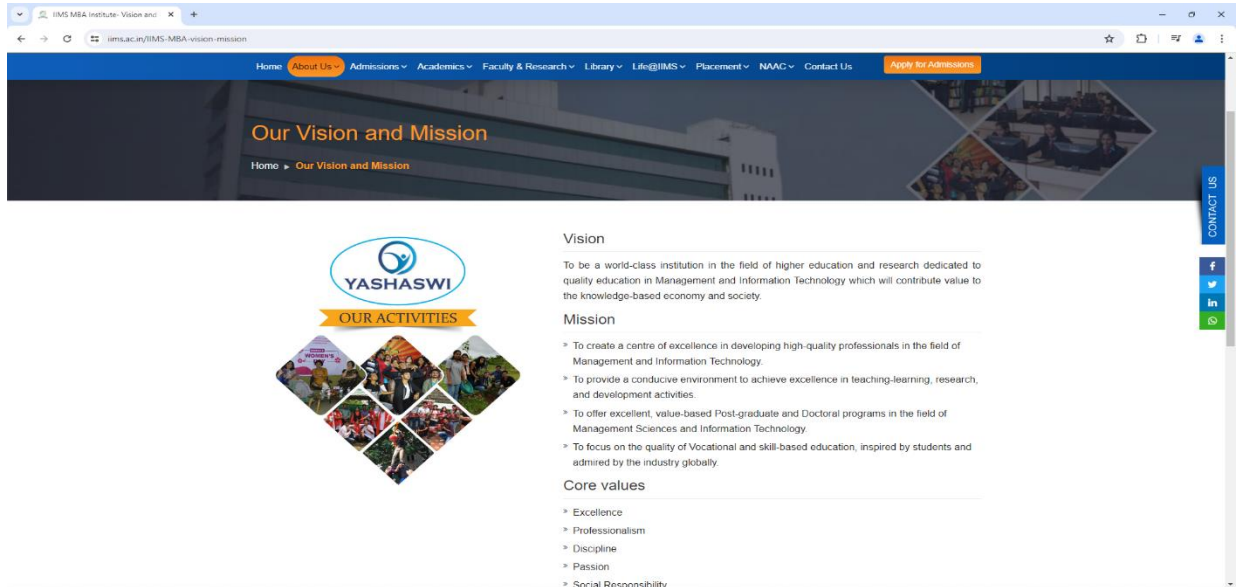 IIMS MBA Institute- Vision and
iims.ac.in/IIMS-MBA-vision-mission
Home About Us Admissions Academics Faculty & Research Library Life@IIMS Placement NAAC Contact Us Apply for Admissions
Our Vision and Mission
Home ▸ Our Vision and Mission
CONTACT US
YASHASWI
OUR ACTIVITIES
WOMEN'S
Vision
To be a world-class institution in the field of higher education and research dedicated to
quality education in Management and Information Technology which will contribute value to
the knowledge-based economy and society.
Mission
» To create a centre of excellence in developing high-quality professionals in the field of
Management and Information Technology.
» To provide a conducive environment to achieve excellence in teaching-learning, research,
and development activities.
» To offer excellent, value-based Post-graduate and Doctoral programs in the field of
Management Sciences and Information Technology.
» To focus on the quality of Vocational and skill-based education, inspired by students and
admired by the industry globally.
Core values
» Excellence
» Professionalism
» Discipline
» Passion
» Social Responsibility